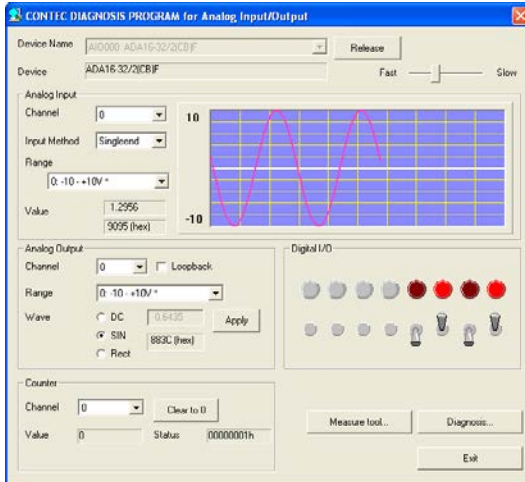 CONTEC DIAGNOSIS PROGRAM for Analog Input/Output
Device Name AIO000 ADA16-32/2(CB)F Release
Device ADA16-32/2(CB)F Fast Slow
Analog Input
Channel 0 10
Input Method Singleend
Range
0: -10 - +10V *
Value 1.2956 -10
9095 (hex)
Analog Output Digital I/O
Channel 0 Loopback
Range 0: -10 - +10V *
Wave DC 0.6435 Apply
SIN 883C (hex)
Rect
Counter
Channel 0 Clear to 0
Measure tool... Diagnosis...
Value 0 Status 00000001h
Exit